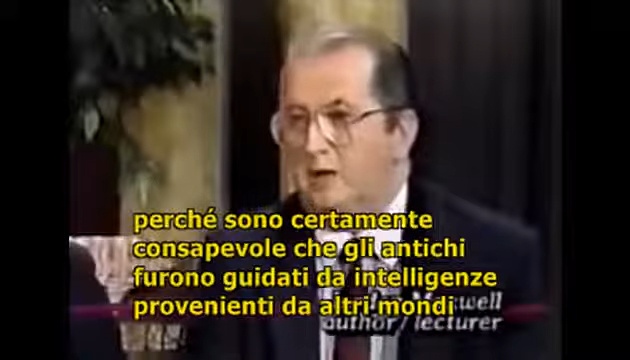 perché sono certamente
consapevole che gli antichi
furono guidati da intelligenze
provenienti da altri mondi
author/lecturer